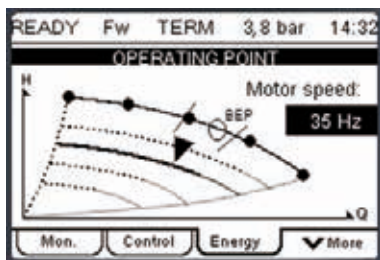 READY Fw TERM 3,8 bar 14:32
OPERATING POINT
H
Motor speed:
BEP
35 Hz
Q
Mon. Control Energy More